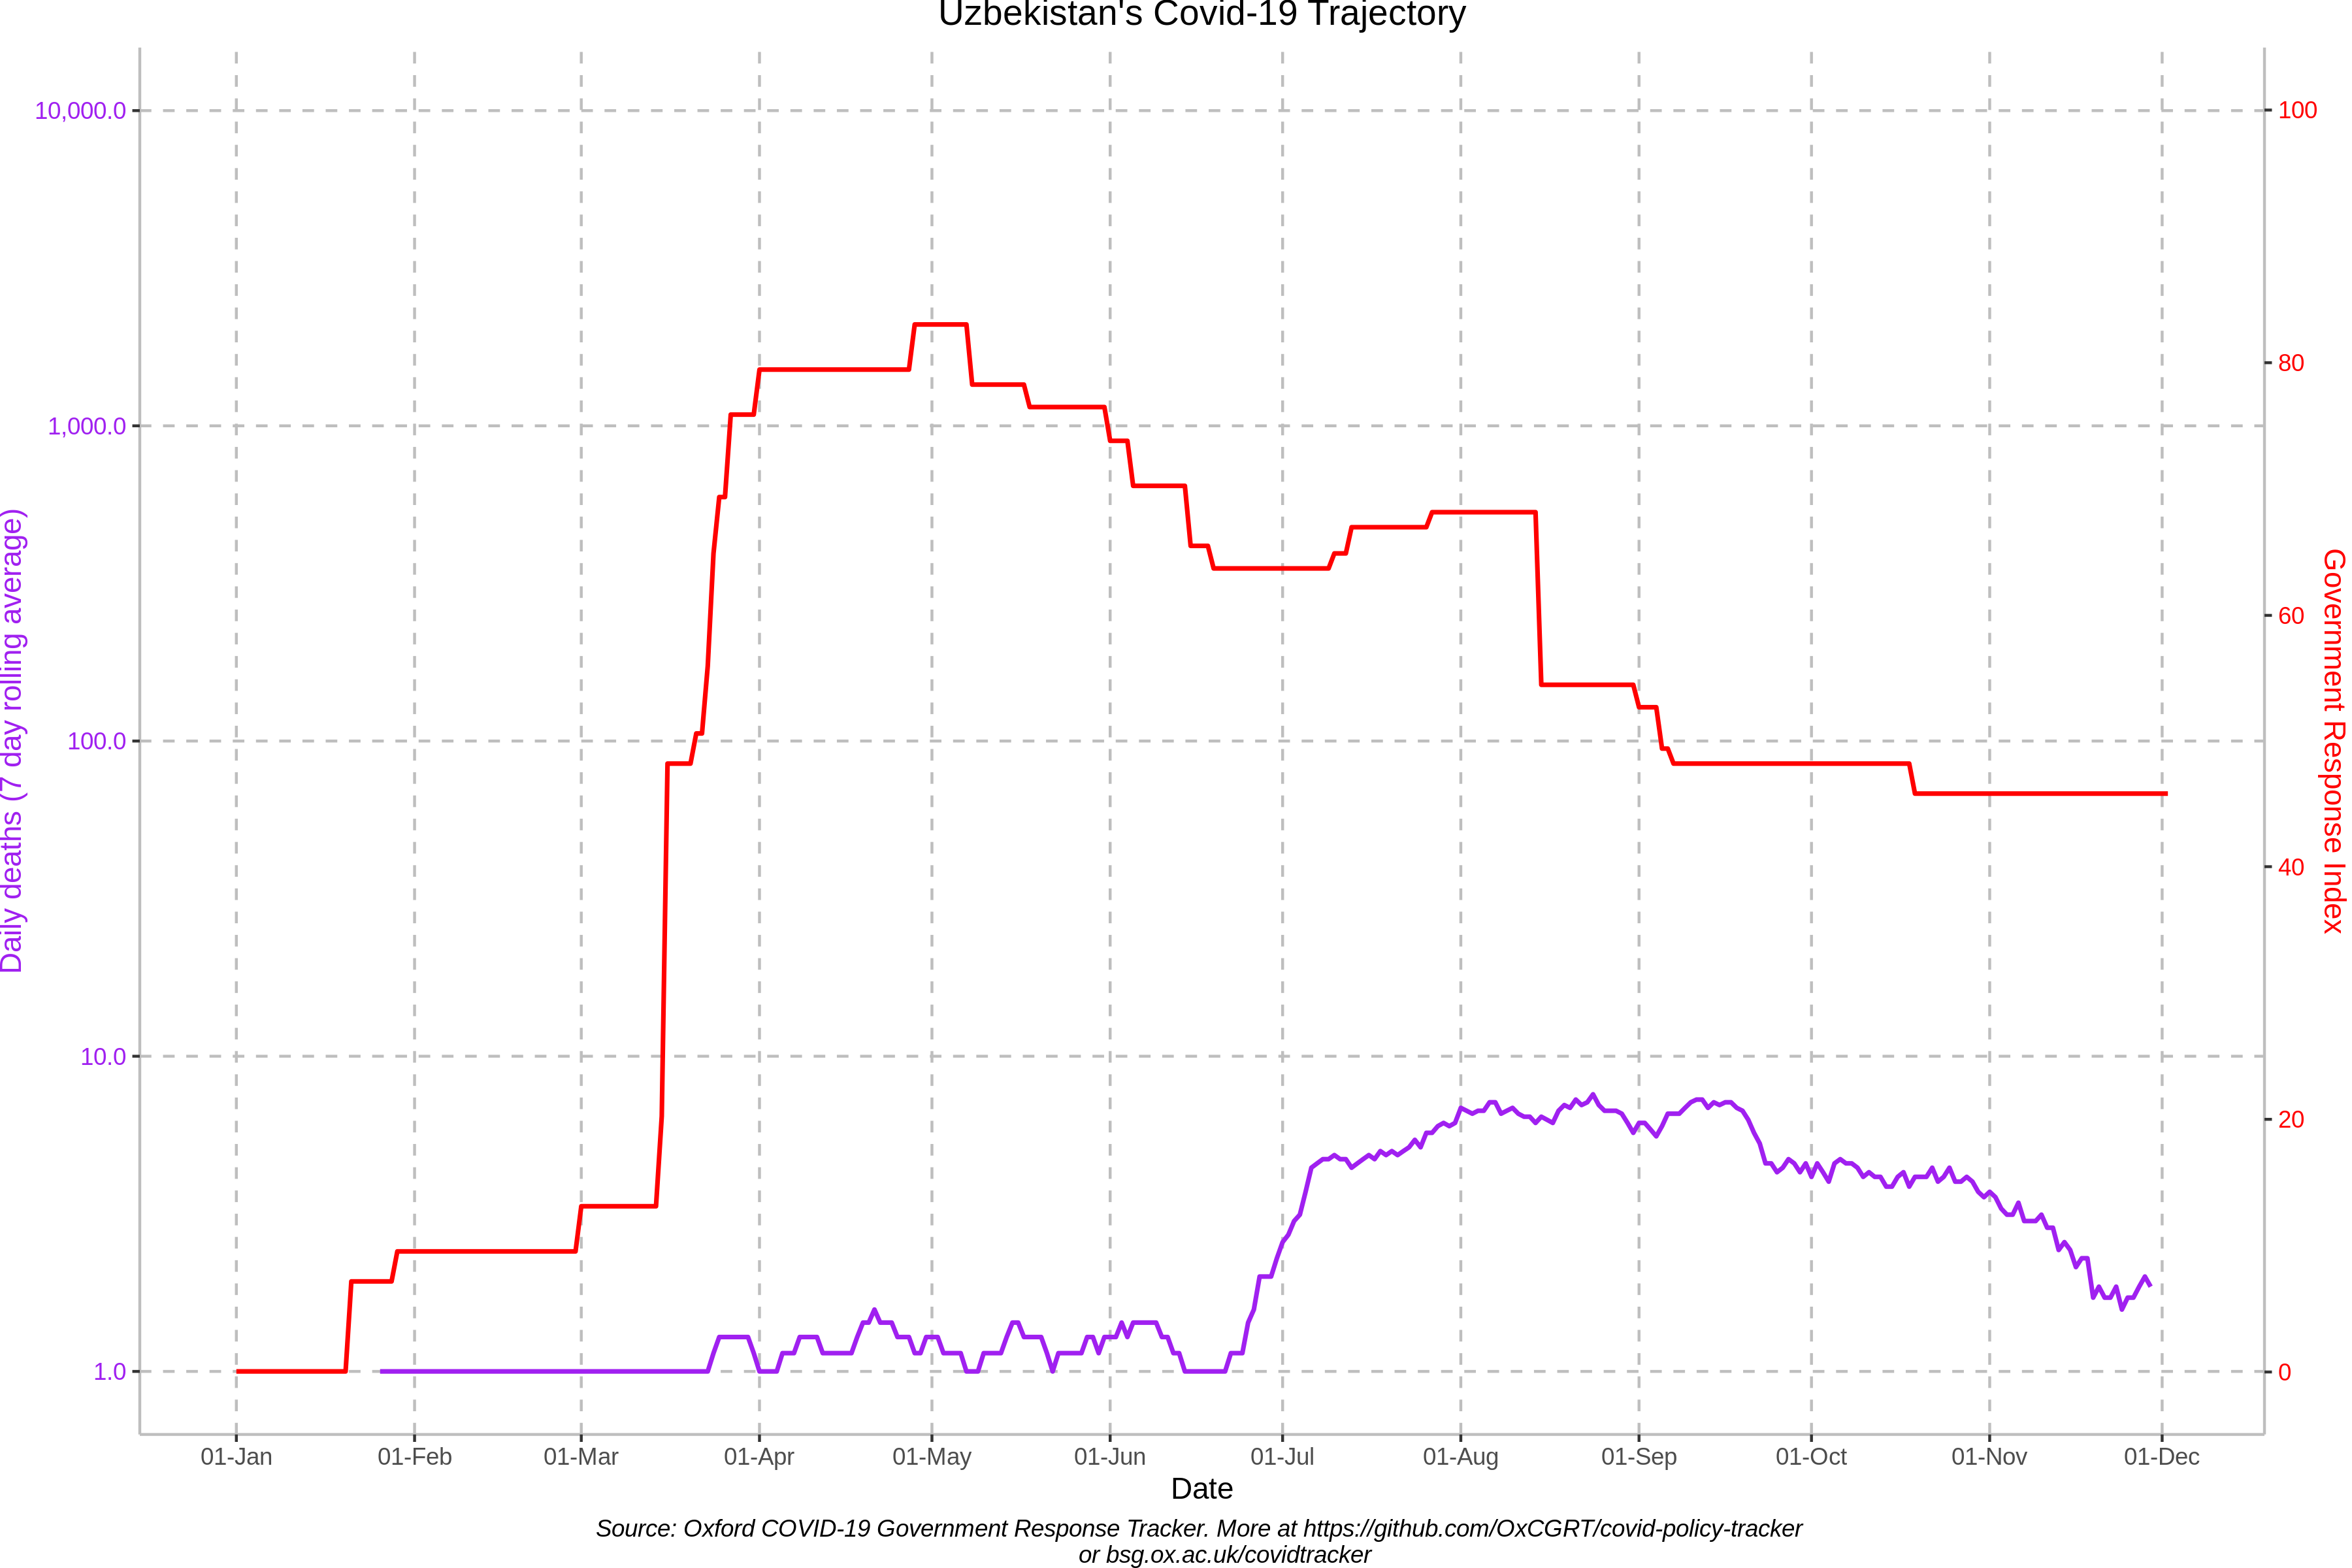 Uzbekistan's Covid-19 Trajectory
10,000.0
1,000.0
100.0
10.0
1.0
Daily deaths (7 day rolling average)
100
80
60
40
20
0
Government Response Index
01-Jan
01-Feb
01-Mar
01-Apr
01-May
01-Jun
01-Jul
01-Aug
01-Sep
01-Oct
01-Nov
01-Dec
Date
Source: Oxford COVID-19 Government Response Tracker. More at https://github.com/OxCGRT/covid-policy-tracker
or bsg.ox.ac.uk/covidtracker